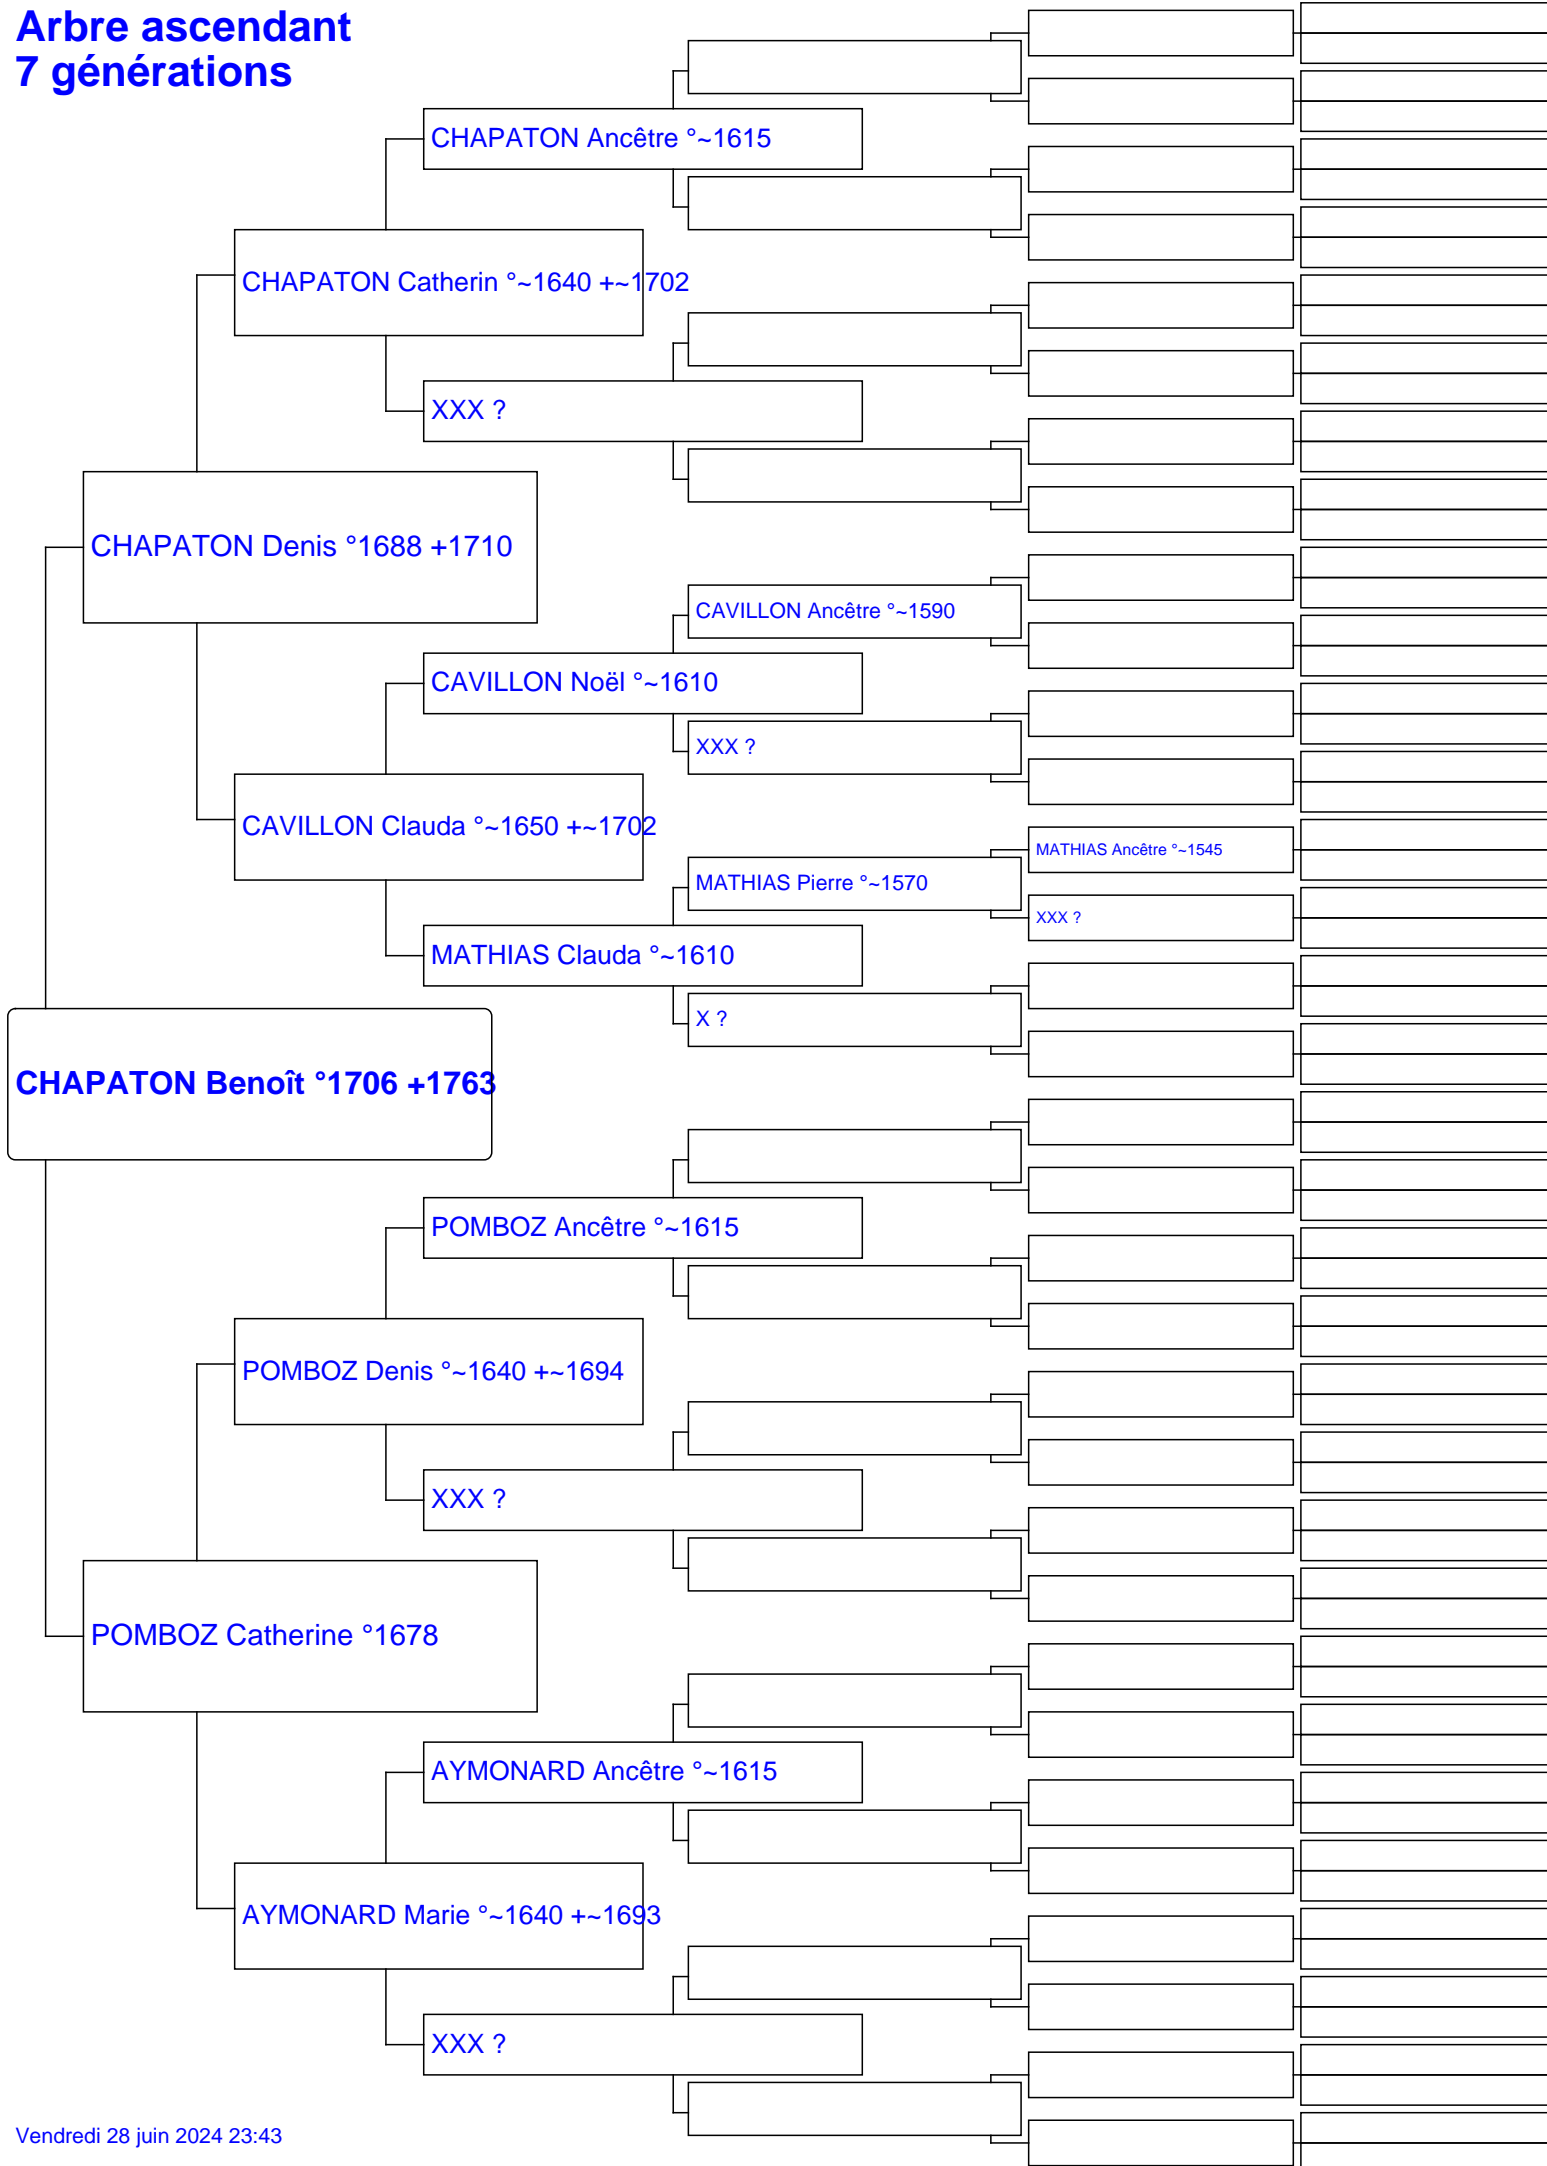 Arbre ascendant
7 générations
CHAPATON Ancêtre °~1615
CHAPATON Catherin °~1640 +~1702
XXX ?
CHAPATON Denis °1688 +1710
CAVILLON Ancêtre °~1590
CAVILLON Noël °~1610
XXX ?
CAVILLON Clauda °~1650 +~1702
MATHIAS Ancêtre °~1545
MATHIAS Pierre °~1570
XXX ?
MATHIAS Clauda °~1610
X ?
CHAPATON Benoît °1706 +1763
POMBOZ Ancêtre °~1615
POMBOZ Denis °~1640 +~1694
XXX ?
POMBOZ Catherine °1678
AYMONARD Ancêtre °~1615
AYMONARD Marie °~1640 +~1693
XXX ?
Vendredi 28 juin 2024 23:43